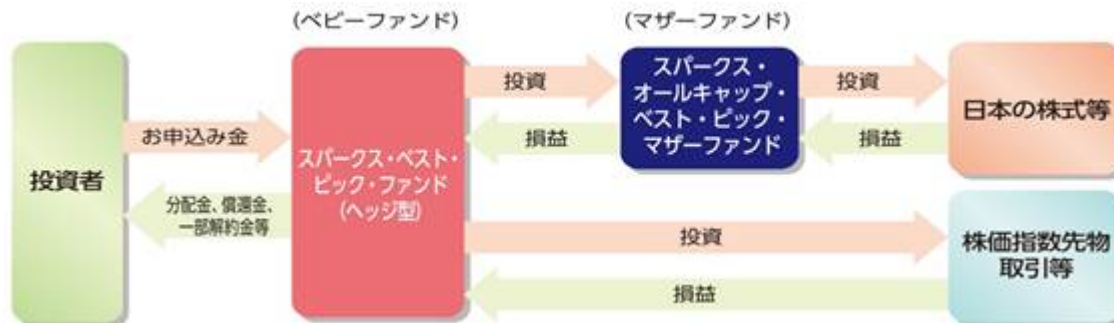 (ベビーファンド)
(マザーファンド)
投資者
お申込み金
分配金、償還金、
一部解約金等
スパークス・ベスト・
ピック・ファンド
(ヘッジ型)
投資
損益
スパークス・
オールキャップ・
ベスト・ピック・
マザーファンド
投資
損益
日本の株式等
投資
損益
株価指数先物
取引等